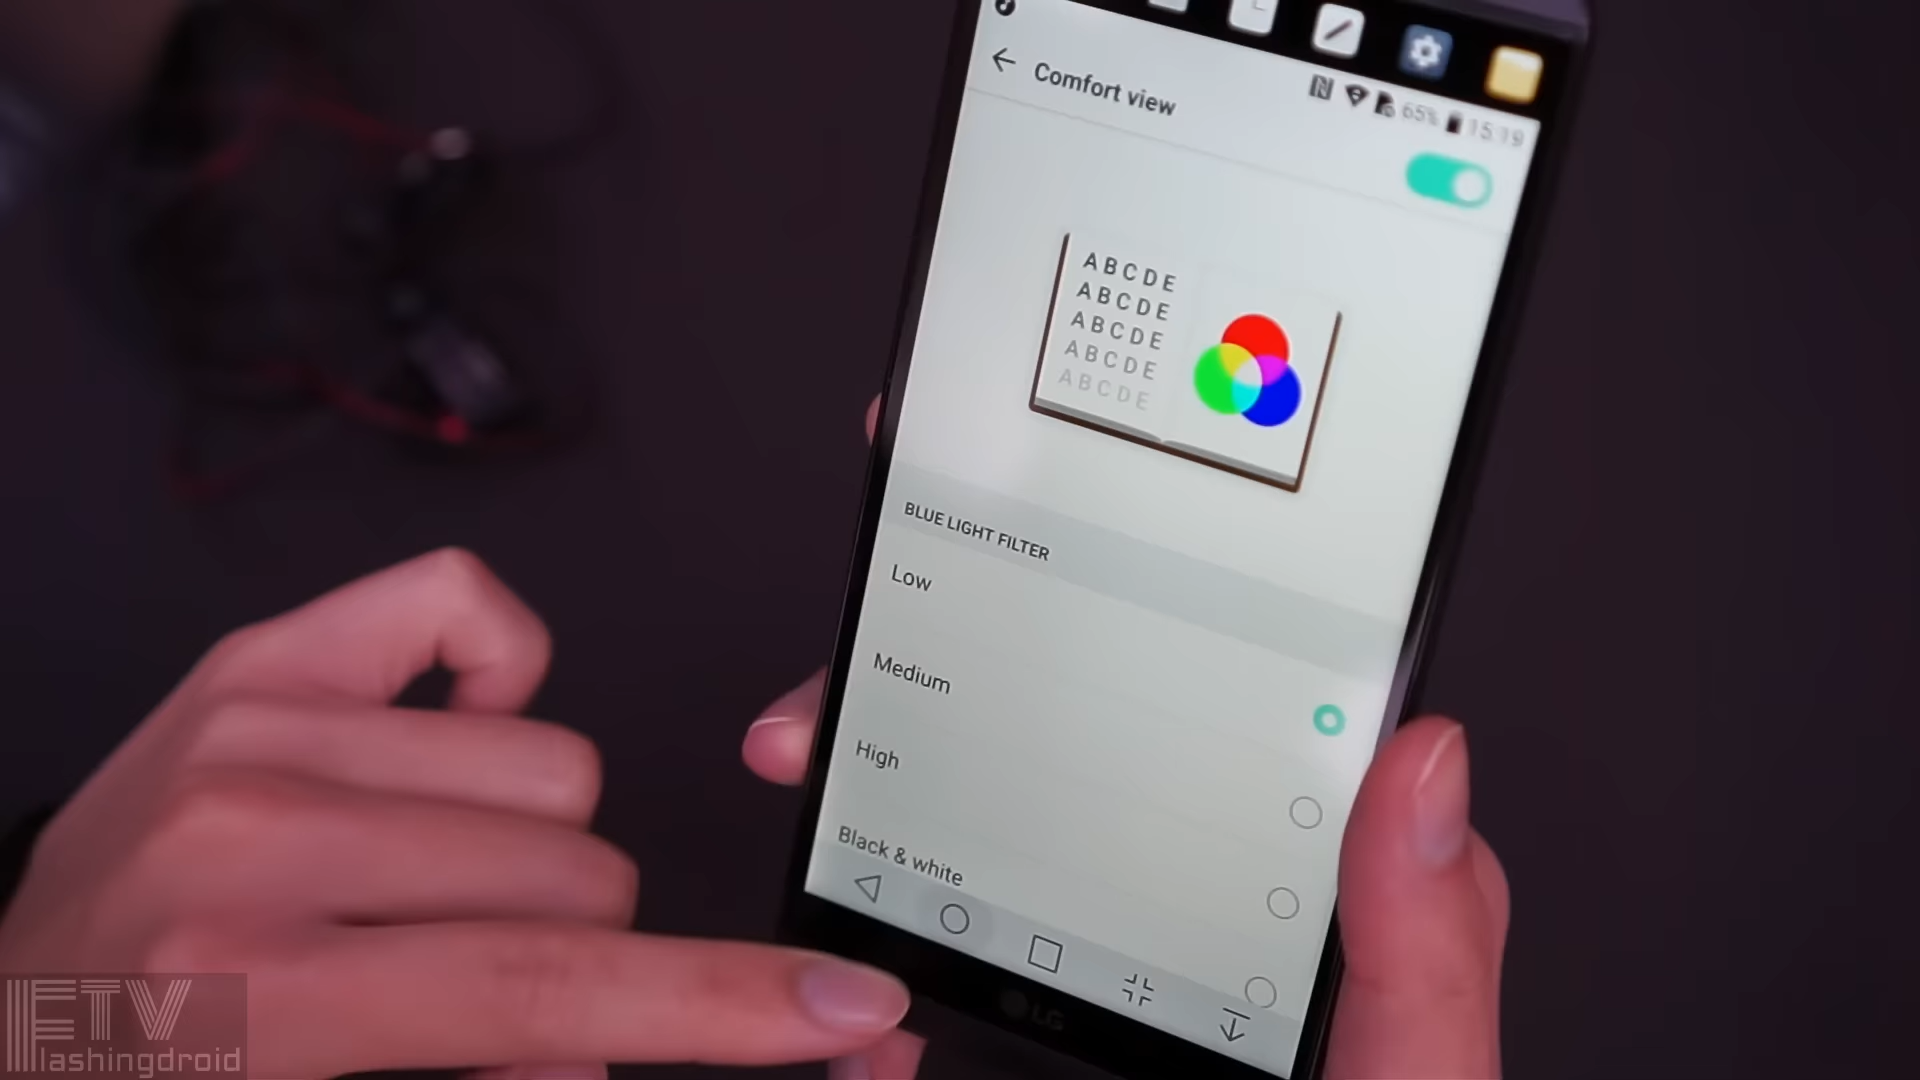 Comfort view
65% 15:19
ABCDE
ABCDE
ABCDE
ABCDE
ABCDE
BLUE LIGHT FILTER
Low
Medium
High
Black & white
LG
FTV
Flashingdroid